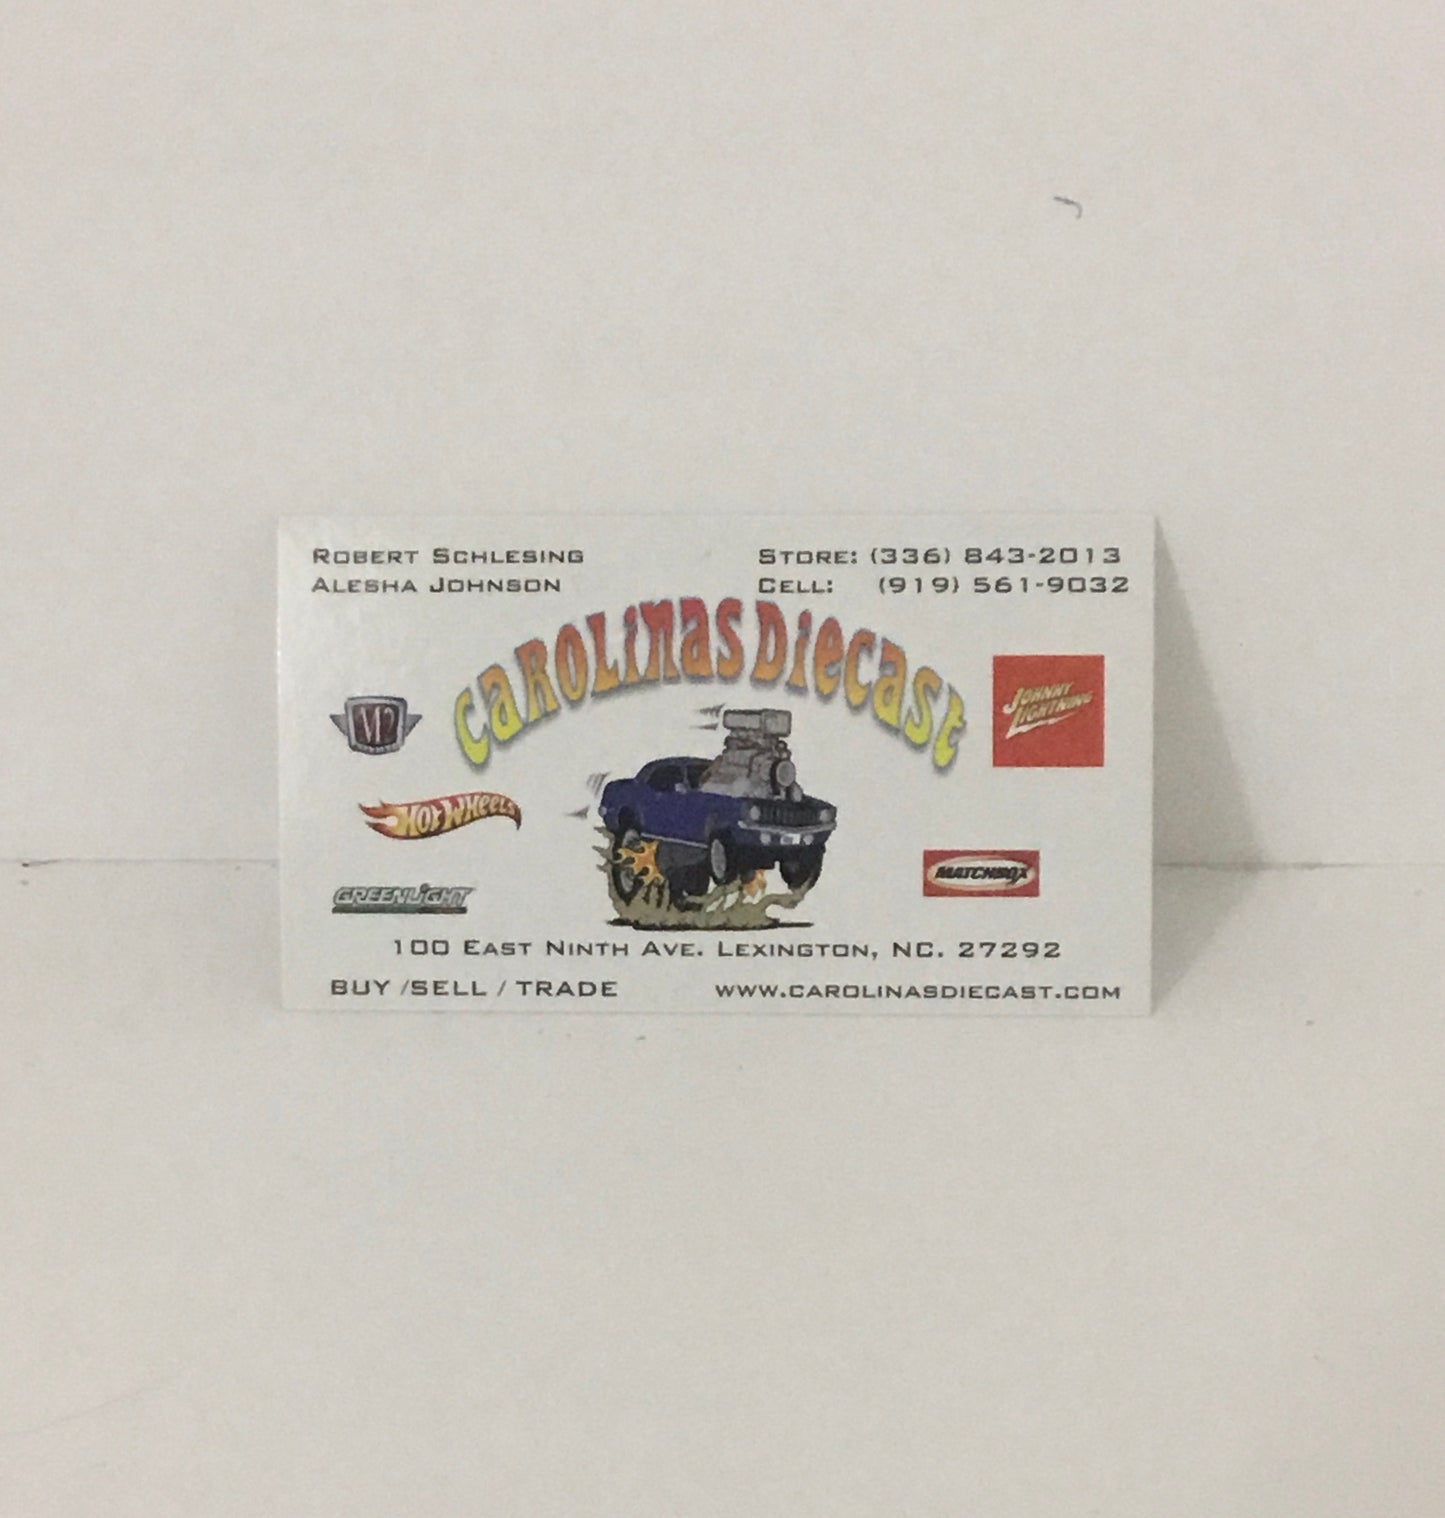 ROBERT SCHLESING
ALESHA JOHNSON
STORE: (336) 843-2013
CELL: (919) 561-9032
CAROLINAS DIECAST
M2
JOHNNY
LIGHTNING
HOT WHEELS
MATCHBOX
GREENLIGHT
100 EAST NINTH AVE. LEXINGTON, NC. 27292
BUY /SELL / TRADE
WWW.CAROLINASDIECAST.COM